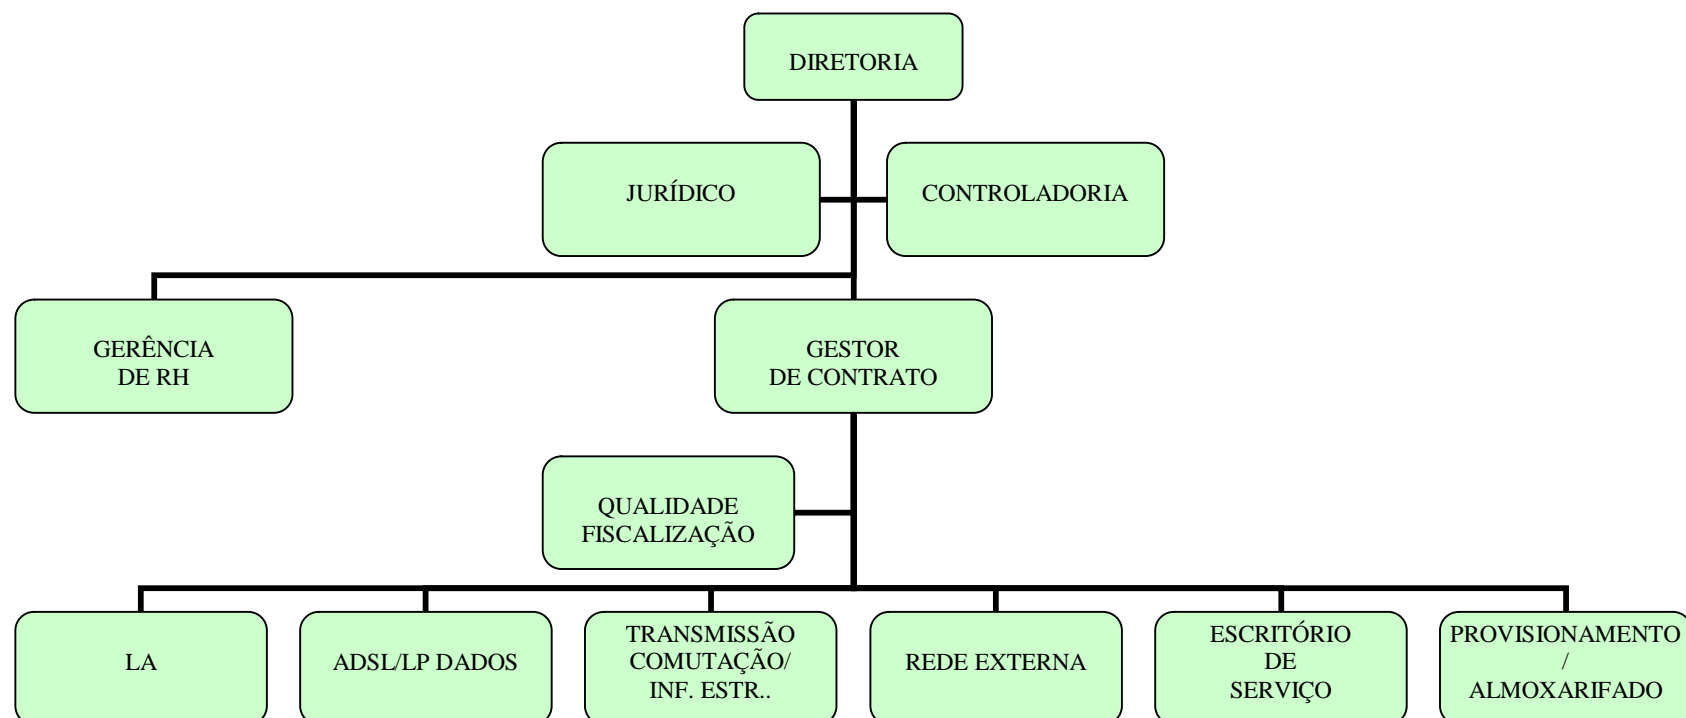 DIRETORIA
JURÍDICO
CONTROLADORIA
GERÊNCIA
DE RH
GESTOR
DE CONTRATO
QUALIDADE
FISCALIZAÇÃO
LA
ADSL/LP DADOS
TRANSMISSÃO
COMUTAÇÃO/
INF. ESTR..
REDE EXTERNA
ESCRITÓRIO
DE
SERVIÇO
PROVISIONAMENTO
/
ALMOXARIFADO